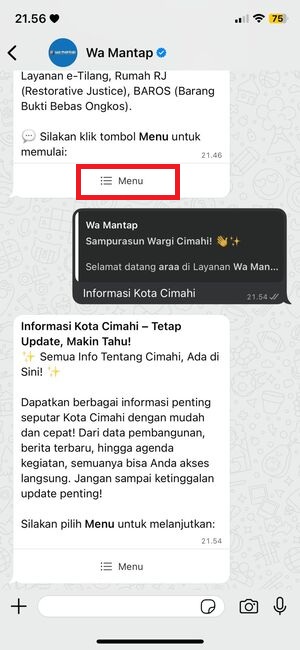 21.56
75
Wa Mantap
Layanan e-Tilang, Rumah RJ
(Restorative Justice), BAROS (Barang
Bukti Bebas Ongkos).
💬 Silakan klik tombol Menu untuk
memulai:
21.46
Menu
Wa Mantap
Sampurasun Wargi Cimahi! 👋✨
Selamat datang araa di Layanan Wa Man...
Informasi Kota Cimahi
21.54
Informasi Kota Cimahi – Tetap
Update, Makin Tahu!
✨ Semua Info Tentang Cimahi, Ada di
Sini! ✨
Dapatkan berbagai informasi penting
seputar Kota Cimahi dengan mudah
dan cepat! Dari data pembangunan,
berita terbaru, hingga agenda
kegiatan, semuanya bisa Anda akses
langsung. Jangan sampai ketinggalan
update penting!
Silakan pilih Menu untuk melanjutkan:
21.54
Menu